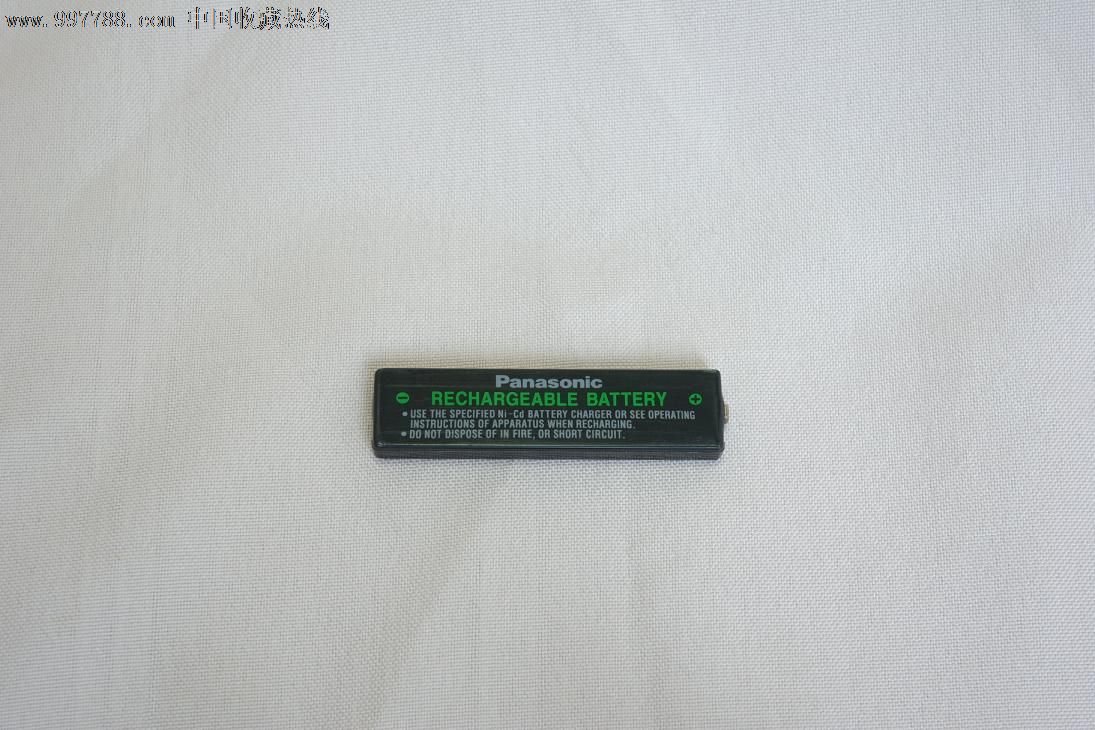 www.997788.com 中国收藏热线
Panasonic
RECHARGEABLE BATTERY
• USE THE SPECIFIED Ni-Cd BATTERY CHARGER OR SEE OPERATING
INSTRUCTIONS OF APPARATUS WHEN RECHARGING.
• DO NOT DISPOSE OF IN FIRE, OR SHORT CIRCUIT.